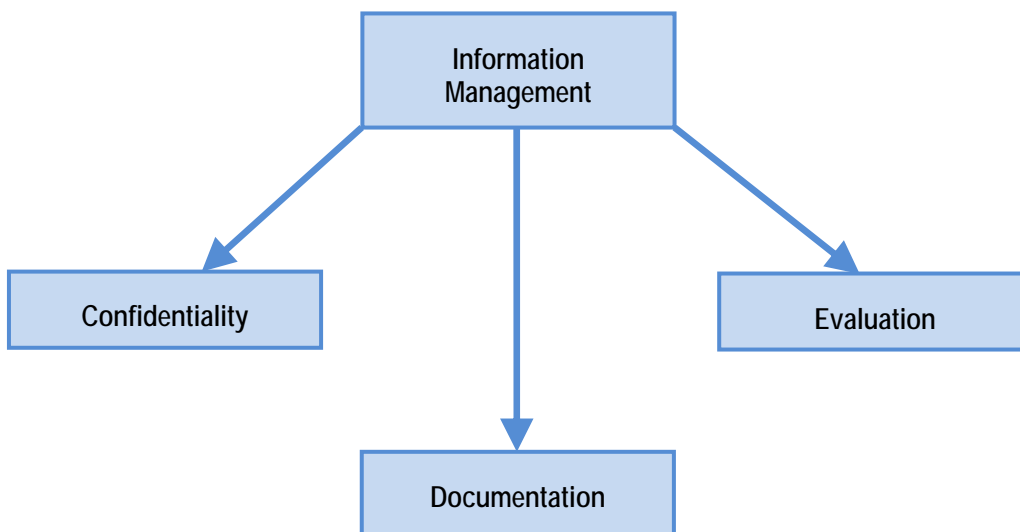 Information
Management
Confidentiality
Evaluation
Documentation